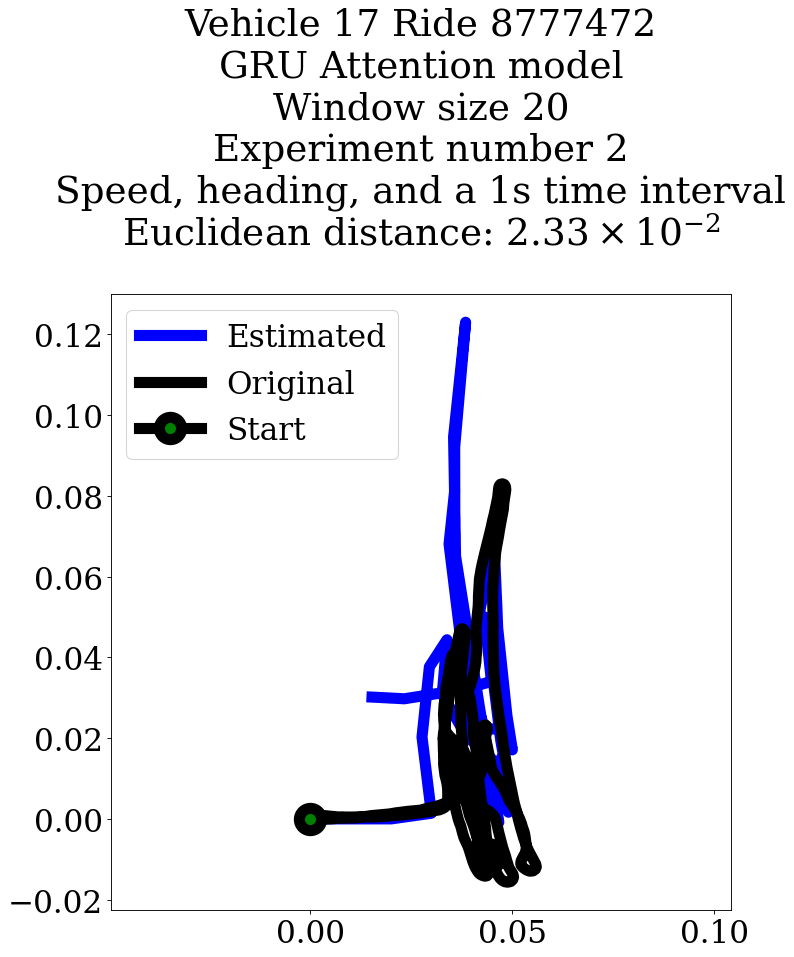 Vehicle 17 Ride 8777472
GRU Attention model
Window size 20
Experiment number 2
Speed, heading, and a 1s time interval
Euclidean distance: 2.33 × 10⁻²
Estimated
Original
Start
0.12
0.10
0.08
0.06
0.04
0.02
0.00
−0.02
0.00 0.05 0.10